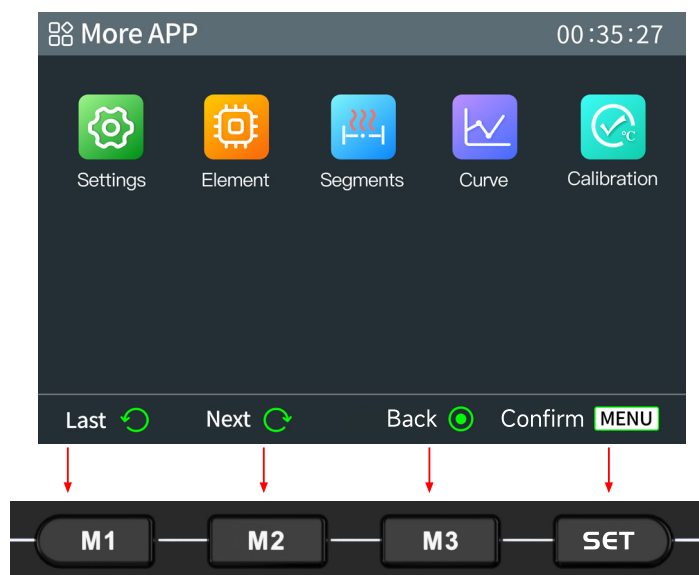 More APP 00:35:27
Settings Element Segments Curve Calibration
°C
Last Next Back Confirm MENU
M1 M2 M3 SET